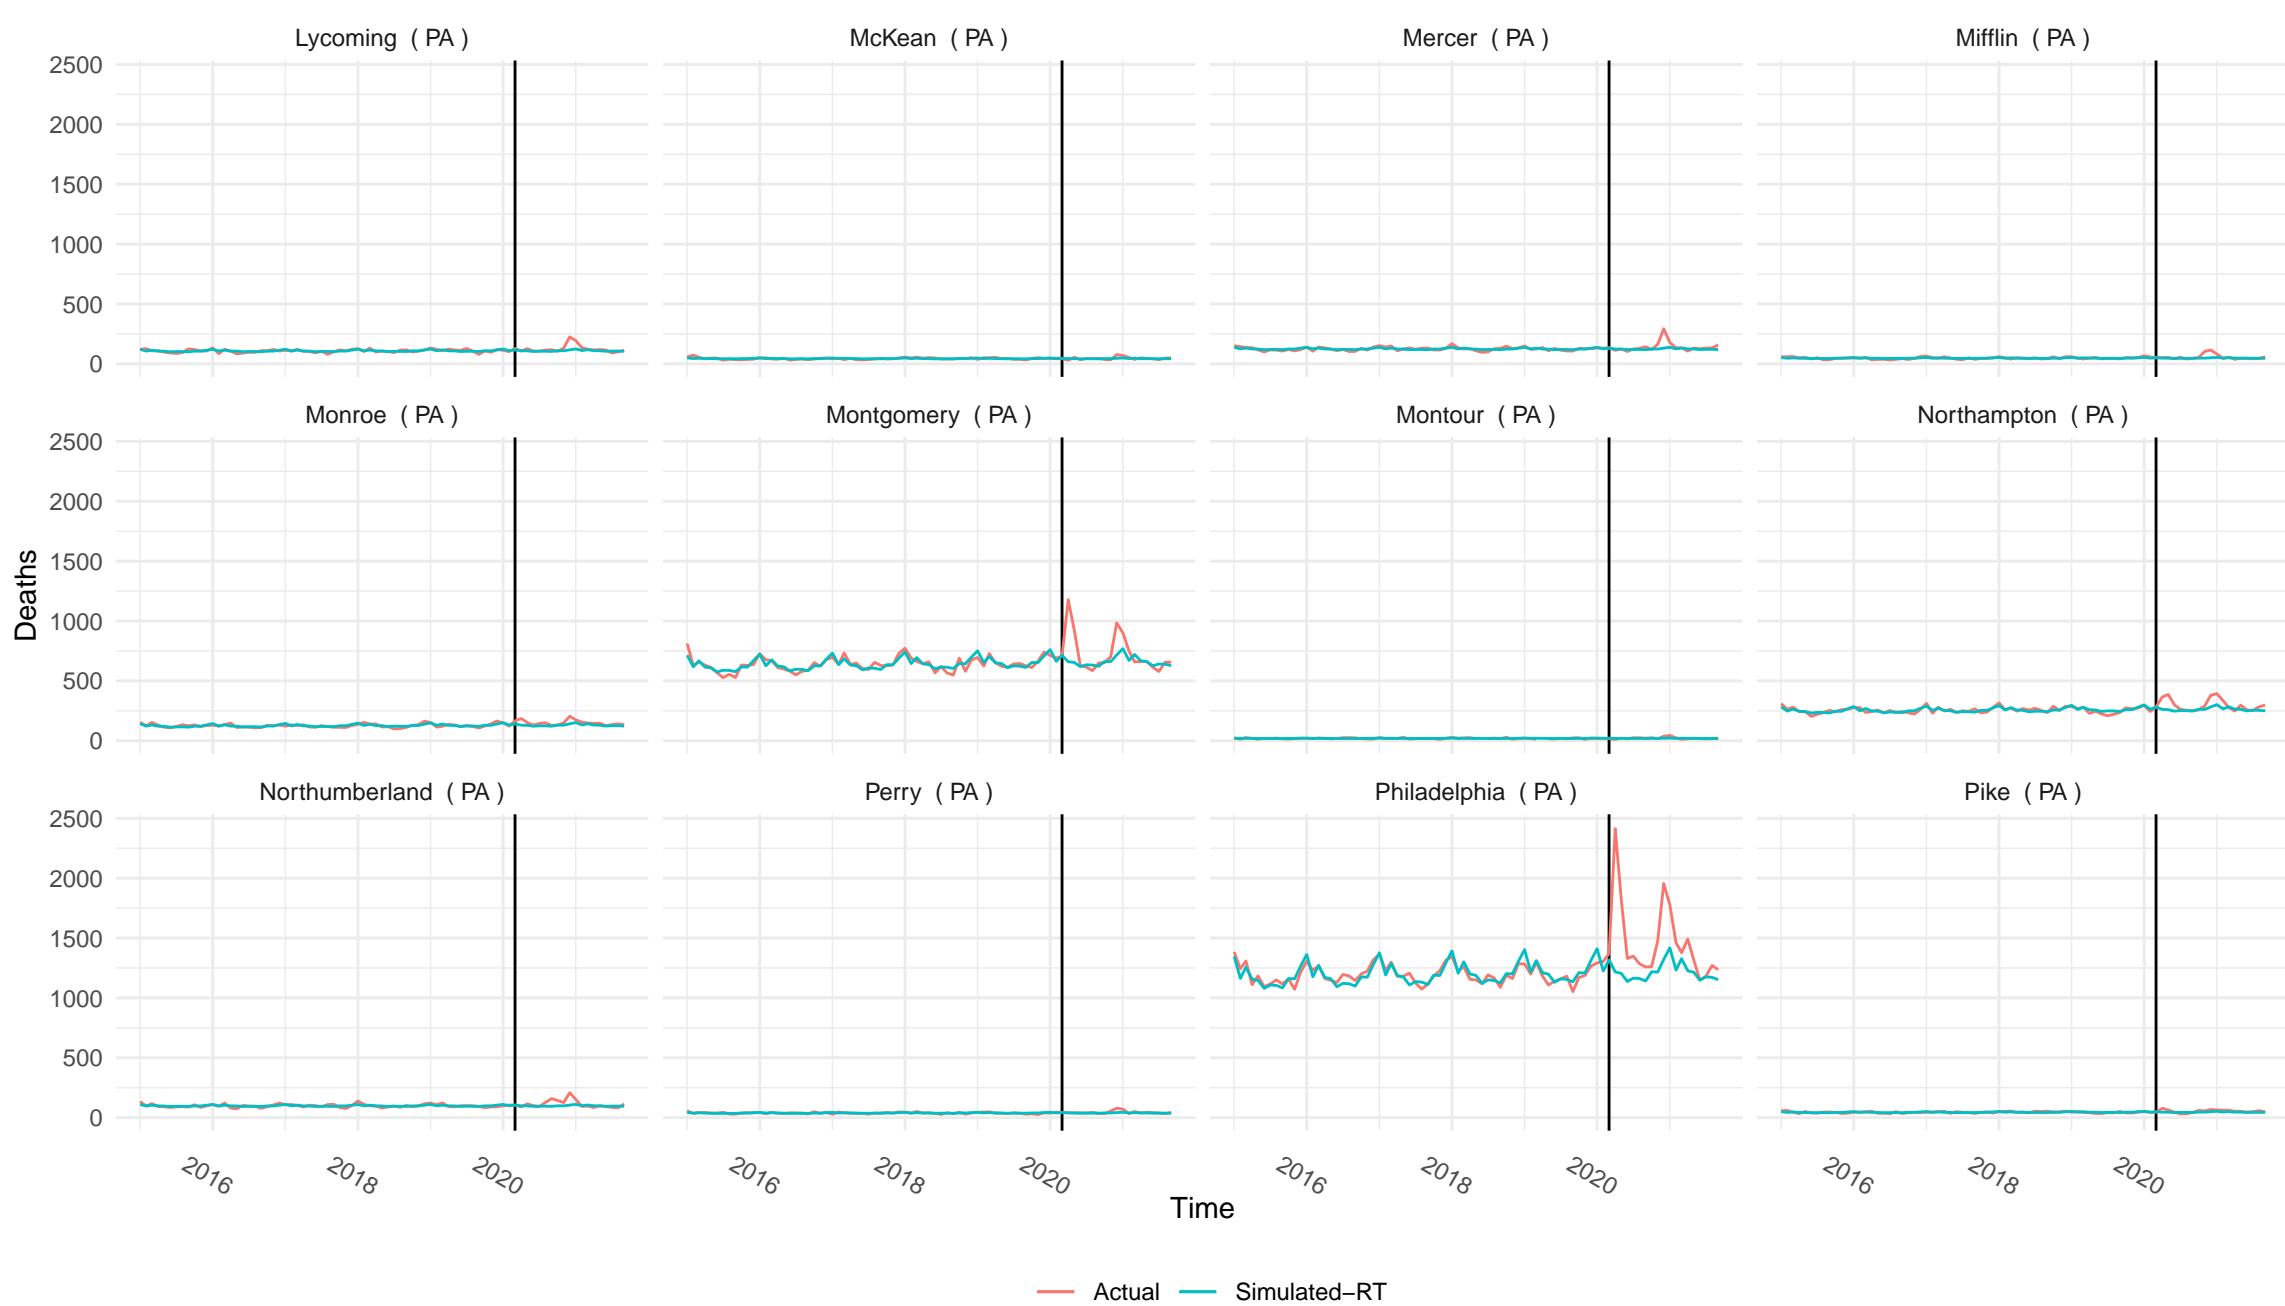 Lycoming ( PA )
McKean ( PA )
Mercer ( PA )
Mifflin ( PA )
2500
2000
1500
1000
500
0
Monroe ( PA )
Montgomery ( PA )
Montour ( PA )
Northampton ( PA )
2500
2000
1500
1000
500
0
Deaths
Northumberland ( PA )
Perry ( PA )
Philadelphia ( PA )
Pike ( PA )
2500
2000
1500
1000
500
0
2016 2018 2020
2016 2018 2020
2016 2018 2020
2016 2018 2020
Time
Actual
Simulated−RT